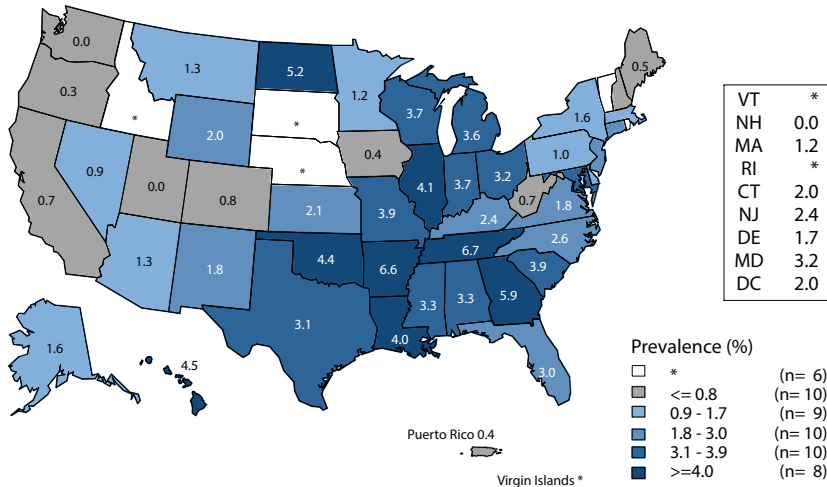 0.0
1.3
5.2
1.2
0.5
0.3
*
2.0
*
3.7
3.6
1.6
0.9
0.0
0.8
*
0.4
4.1
3.7
3.2
1.0
0.7
1.8
0.7
2.1
3.9
2.4
2.6
1.3
1.8
4.4
6.6
6.7
3.9
3.1
4.0
3.3
3.3
5.9
3.0
1.6
4.5
Puerto Rico 0.4
Virgin Islands *
VT *
NH 0.0
MA 1.2
RI *
CT 2.0
NJ 2.4
DE 1.7
MD 3.2
DC 2.0
Prevalence (%)
* (n= 6)
<= 0.8 (n= 10)
0.9 - 1.7 (n= 9)
1.8 - 3.0 (n= 10)
3.1 - 3.9 (n= 10)
>=4.0 (n= 8)